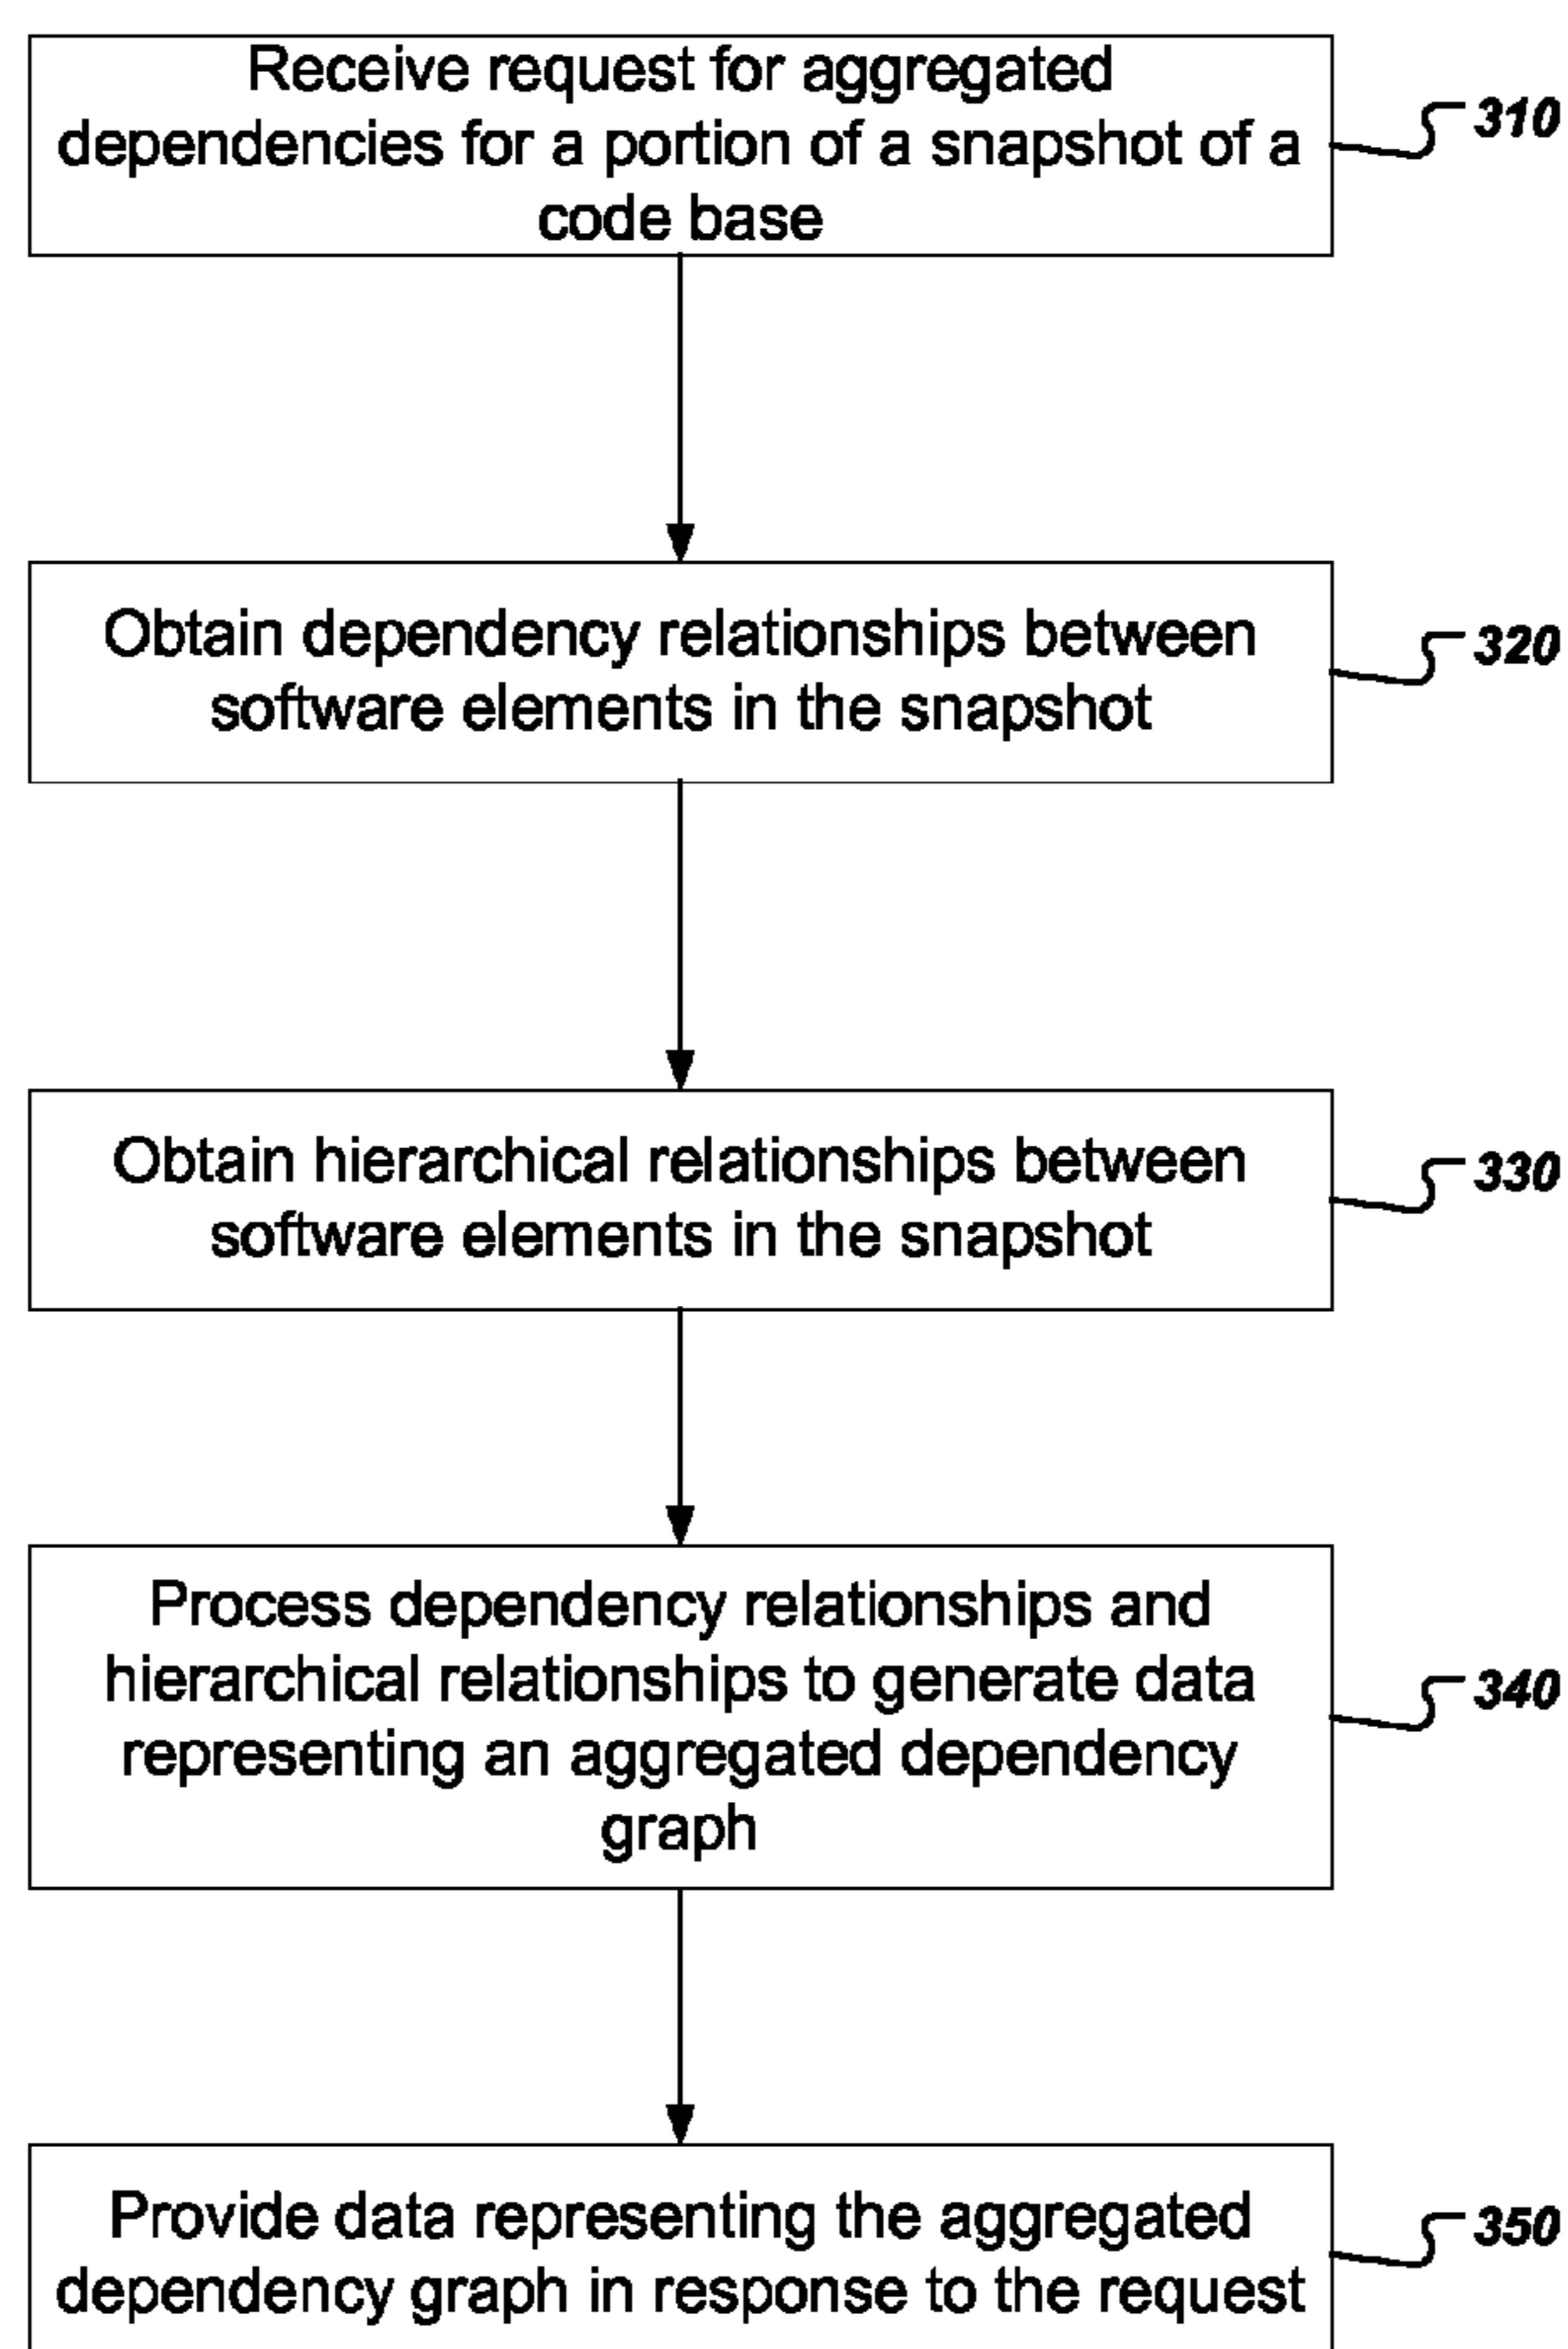 Receive request for aggregated
dependencies for a portion of a snapshot of a
code base
310
Obtain dependency relationships between
software elements in the snapshot
320
Obtain hierarchical relationships between
software elements in the snapshot
330
Process dependency relationships and
hierarchical relationships to generate data
representing an aggregated dependency
graph
340
Provide data representing the aggregated
dependency graph in response to the request
350